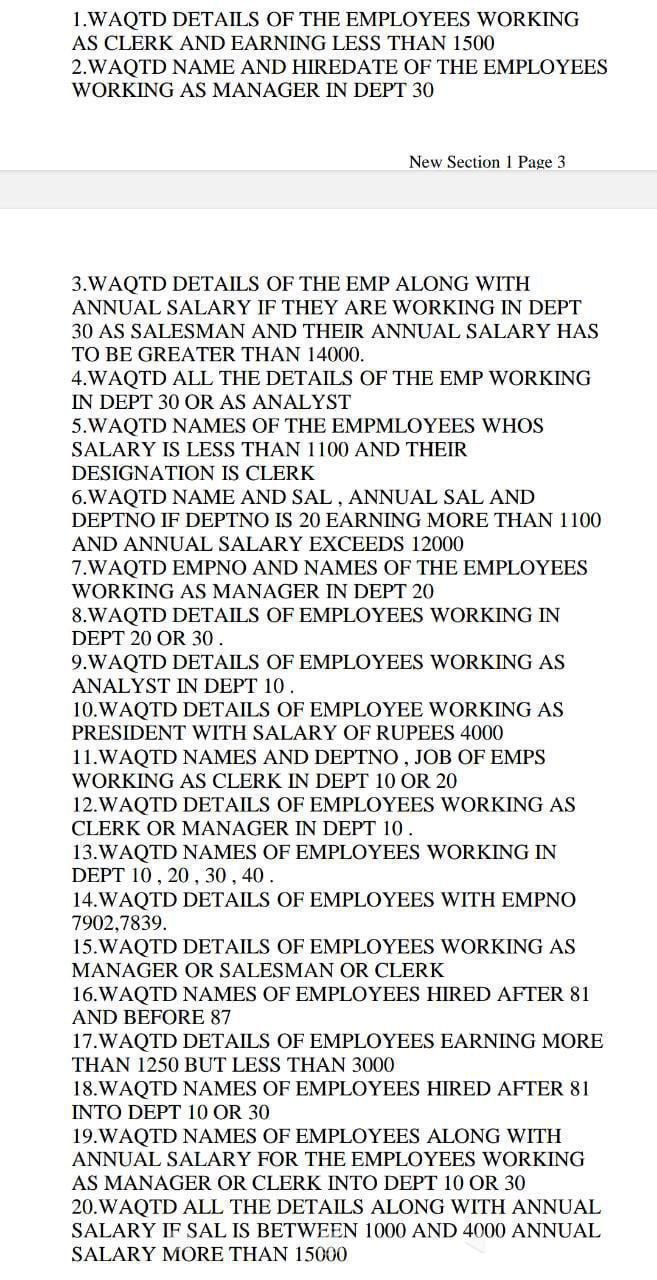 1.WAQTD DETAILS OF THE EMPLOYEES WORKING
AS CLERK AND EARNING LESS THAN 1500
2.WAQTD NAME AND HIREDATE OF THE EMPLOYEES
WORKING AS MANAGER IN DEPT 30
New Section 1 Page 3
3.WAQTD DETAILS OF THE EMP ALONG WITH
ANNUAL SALARY IF THEY ARE WORKING IN DEPT
30 AS SALESMAN AND THEIR ANNUAL SALARY HAS
TO BE GREATER THAN 14000.
4.WAQTD ALL THE DETAILS OF THE EMP WORKING
IN DEPT 30 OR AS ANALYST
5.WAQTD NAMES OF THE EMPMLOYEES WHOS
SALARY IS LESS THAN 1100 AND THEIR
DESIGNATION IS CLERK
6.WAQTD NAME AND SAL , ANNUAL SAL AND
DEPTNO IF DEPTNO IS 20 EARNING MORE THAN 1100
AND ANNUAL SALARY EXCEEDS 12000
7.WAQTD EMPNO AND NAMES OF THE EMPLOYEES
WORKING AS MANAGER IN DEPT 20
8.WAQTD DETAILS OF EMPLOYEES WORKING IN
DEPT 20 OR 30 .
9.WAQTD DETAILS OF EMPLOYEES WORKING AS
ANALYST IN DEPT 10 .
10.WAQTD DETAILS OF EMPLOYEE WORKING AS
PRESIDENT WITH SALARY OF RUPEES 4000
11.WAQTD NAMES AND DEPTNO , JOB OF EMPS
WORKING AS CLERK IN DEPT 10 OR 20
12.WAQTD DETAILS OF EMPLOYEES WORKING AS
CLERK OR MANAGER IN DEPT 10 .
13.WAQTD NAMES OF EMPLOYEES WORKING IN
DEPT 10 , 20 , 30 , 40 .
14.WAQTD DETAILS OF EMPLOYEES WITH EMPNO
7902,7839.
15.WAQTD DETAILS OF EMPLOYEES WORKING AS
MANAGER OR SALESMAN OR CLERK
16.WAQTD NAMES OF EMPLOYEES HIRED AFTER 81
AND BEFORE 87
17.WAQTD DETAILS OF EMPLOYEES EARNING MORE
THAN 1250 BUT LESS THAN 3000
18.WAQTD NAMES OF EMPLOYEES HIRED AFTER 81
INTO DEPT 10 OR 30
19.WAQTD NAMES OF EMPLOYEES ALONG WITH
ANNUAL SALARY FOR THE EMPLOYEES WORKING
AS MANAGER OR CLERK INTO DEPT 10 OR 30
20.WAQTD ALL THE DETAILS ALONG WITH ANNUAL
SALARY IF SAL IS BETWEEN 1000 AND 4000 ANNUAL
SALARY MORE THAN 15000